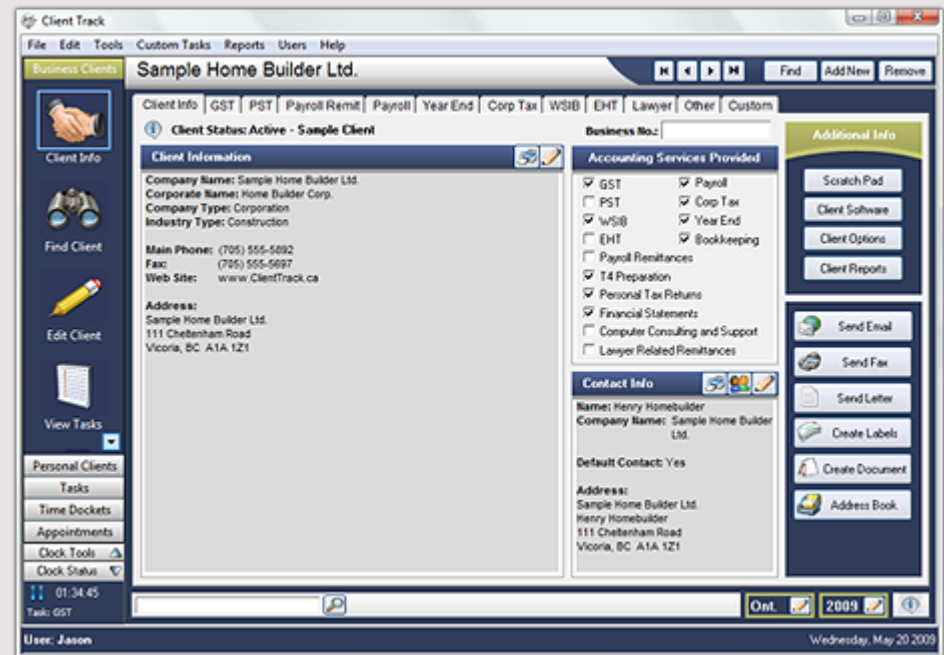 Client Track
File Edit Tools Custom Tasks Reports Users Help
Business Clients
Sample Home Builder Ltd.
Find Add New Remove
Client Info GST PST Payroll Remit Payroll Year End Corp Tax WSIB EHT Lawyer Other Custom
Client Info
Find Client
Edit Client
View Tasks
Personal Clients
Tasks
Time Dockets
Appointments
Clock Tools
Clock Status
01:34:45
Task: GST
Client Status: Active - Sample Client
Client Information
Company Name: Sample Home Builder Ltd.
Corporate Name: Home Builder Corp.
Company Type: Corporation
Industry Type: Construction
Main Phone: (705) 555-5892
Fax: (705) 555-5697
Web Site: www.ClientTrack.ca
Address:
Sample Home Builder Ltd.
111 Cheltenham Road
Vicoria, BC A1A 1Z1
Business No.:
Accounting Services Provided
GST Payroll
PST Corp Tax
WSIB Year End
EHT Bookkeeping
Payroll Remittances
T4 Preparation
Personal Tax Returns
Financial Statements
Computer Consulting and Support
Lawyer Related Remittances
Contact Info
Name: Henry Homebuilder
Company Name: Sample Home Builder
Ltd.
Default Contact: Yes
Address:
Sample Home Builder Ltd.
Henry Homebuilder
111 Cheltenham Road
Vicoria, BC A1A 1Z1
Additional Info
Scratch Pad
Client Software
Client Options
Client Reports
Send Email
Send Fax
Send Letter
Create Labels
Create Document
Address Book
Ont. 2009
User: Jason
Wednesday, May 20 2009